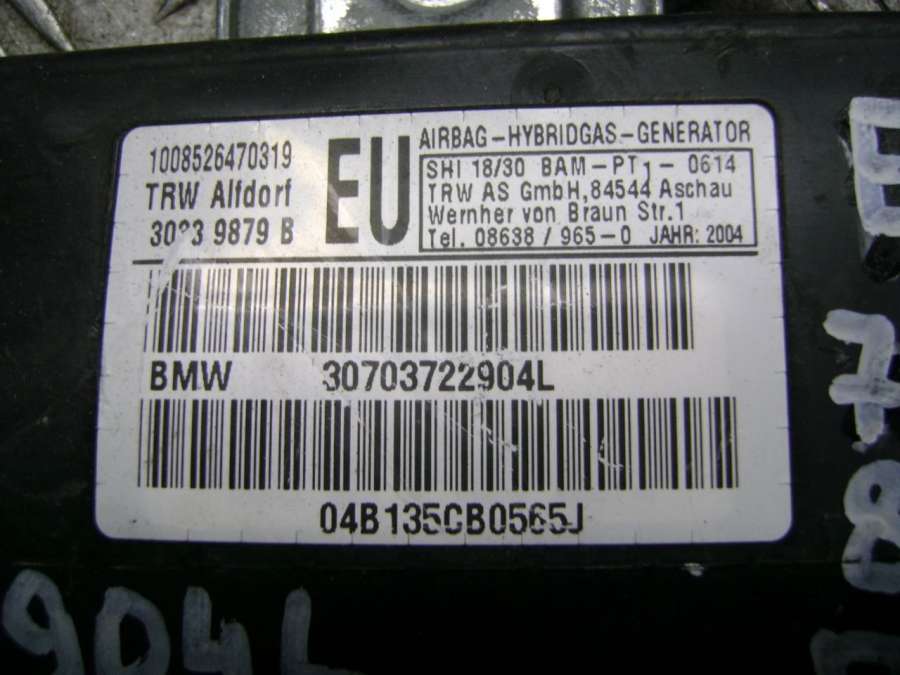 1008526470319
TRW Alfdorf
9879 B
EU
AIRBAG-HYBRIDGAS-GENERATOR
SHI 18/30 BAM-PT1- 0614
TRW AS GmbH,84544 Aschau
Wernher von Braun Str.1
Tel. 08638 / 965-0 JAHR: 2004
BMW 30703722904L
04B135CB0565J
904L
E
78